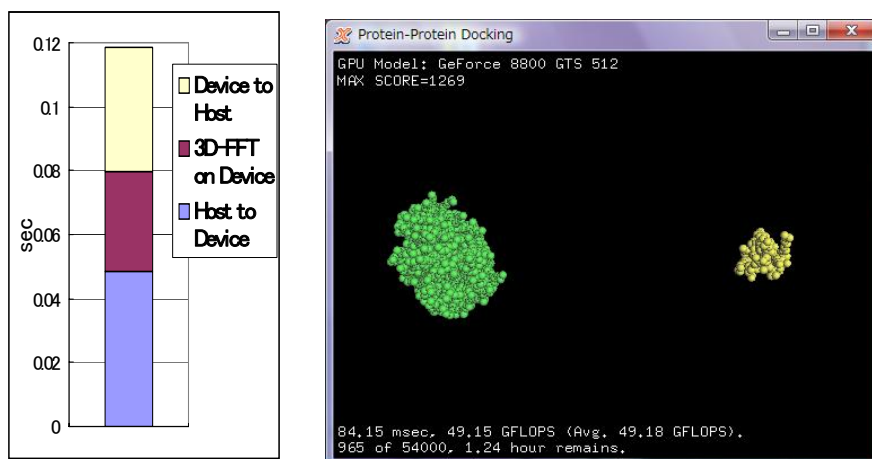 0.12
0.1
0.08
0.06
0.04
0.02
0
sec
Device to
Host
3D-FFT
on Device
Host to
Device
Protein-Protein Docking
GPU Model: GeForce 8800 GTS 512
MAX SCORE=1269
84.15 msec, 49.15 GFLOPS (Avg. 49.18 GFLOPS).
965 of 54000, 1.24 hour remains.